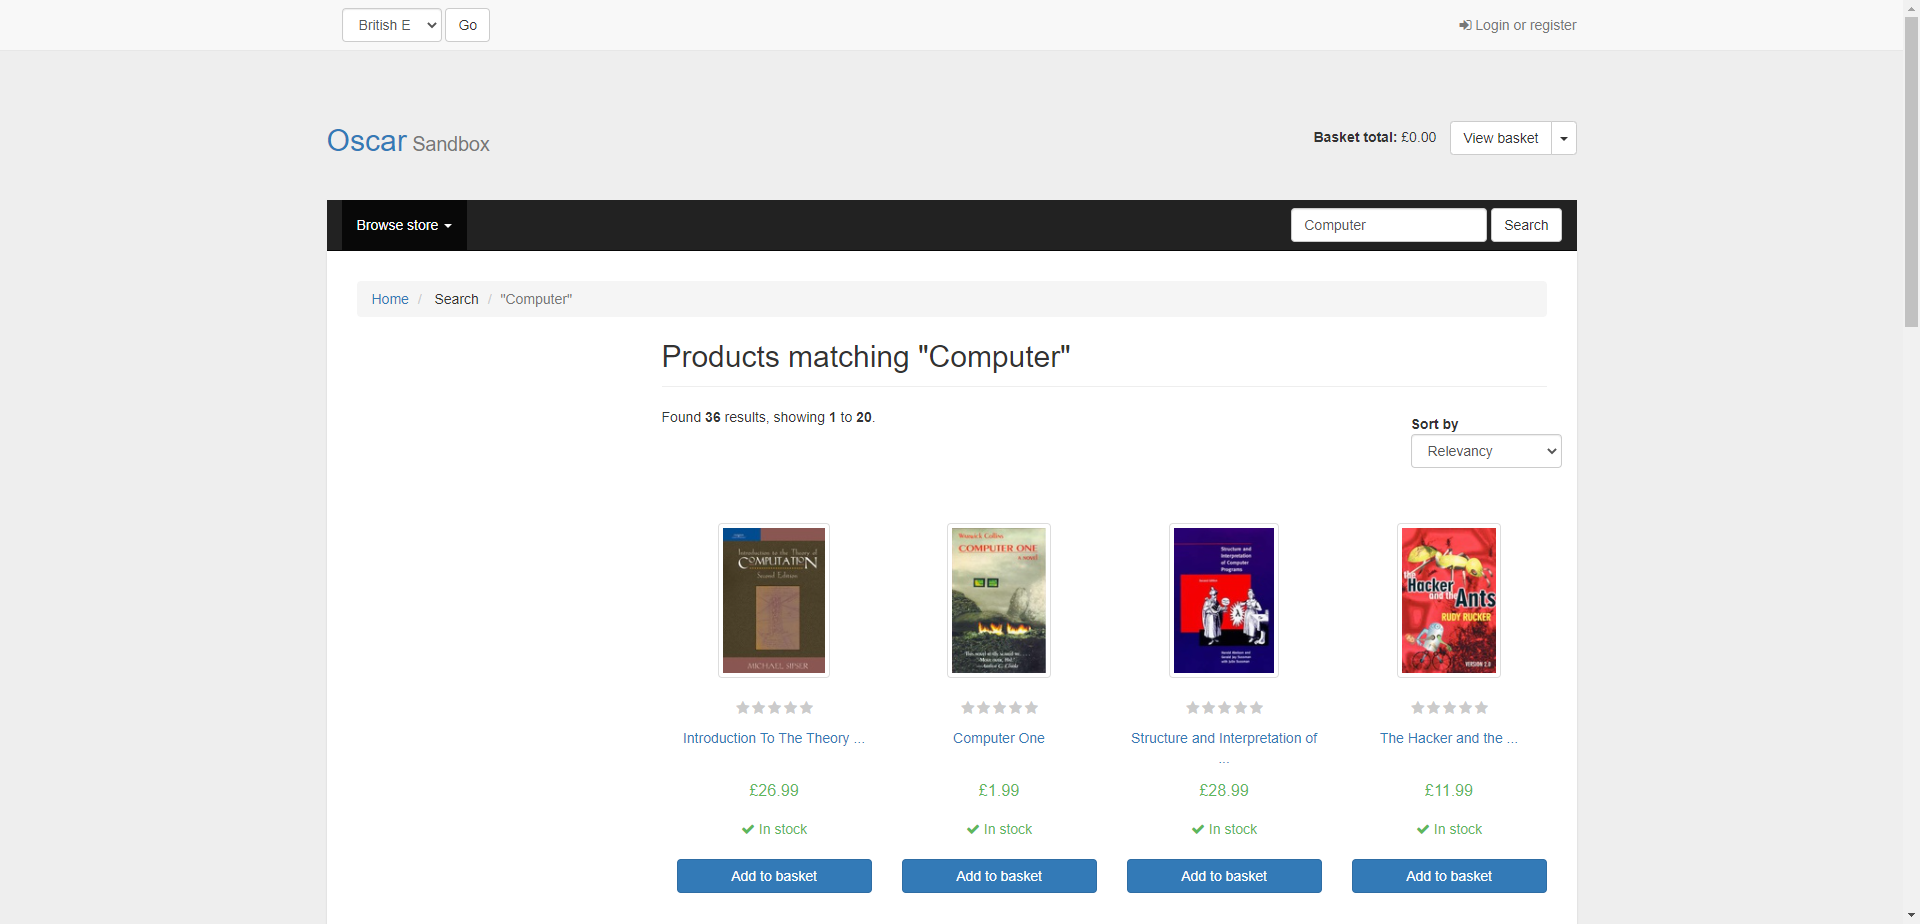 British E
Go
Login or register
Oscar Sandbox
Basket total: £0.00
View basket
Browse store
Computer
Search
Home / Search / "Computer"
Products matching "Computer"
Found 36 results, showing 1 to 20.
Sort by
Relevancy
Introduction to the Theory of
COMPUTATION
Second Edition
MICHAEL SIPSER
Warwick Collins
COMPUTER ONE
A NOVEL
Structure and
Interpretation
of Computer
Programs
the
Hacker
and the Ants
RUDY RUCKER
VERSION 2.0
Introduction To The Theory ...
Computer One
Structure and Interpretation of
...
The Hacker and the ...
£26.99
£1.99
£28.99
£11.99
In stock
In stock
In stock
In stock
Add to basket
Add to basket
Add to basket
Add to basket